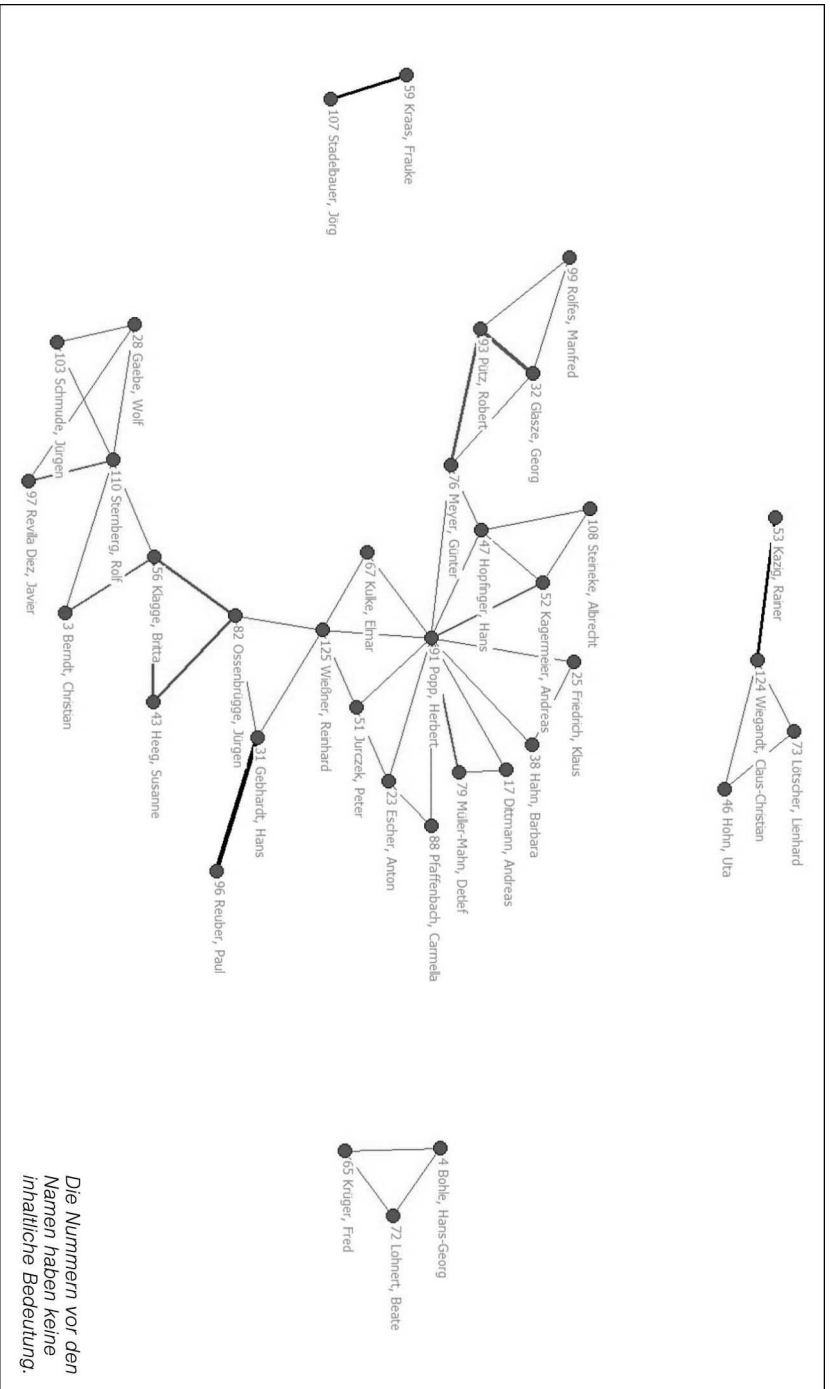 53 Kazig, Rainer
73 Lötscher, Lienhard
124 Wiegandt, Claus-Christian
46 Hohn, Uta
59 Kraas, Frauke
107 Stadelbauer, Jörg
99 Rolfes, Manfred
32 Glasze, Georg
93 Pütz, Robert
76 Meyer, Günter
108 Steineke, Albrecht
25 Friedrich, Klaus
52 Kagermeier, Andreas
38 Hahn, Barbara
47 Hopfinger, Hans
17 Dittmann, Andreas
79 Müller-Mahn, Detlef
91 Popp, Herbert
88 Pfaffenbach, Carmella
23 Escher, Anton
67 Kulke, Elmar
51 Jurczek, Peter
125 Wießner, Reinhard
31 Gebhardt, Hans
82 Ossenbrügge, Jürgen
96 Reuber, Paul
56 Klagge, Britta
43 Heeg, Susanne
28 Gaebe, Wolf
110 Sternberg, Rolf
103 Schmude, Jürgen
3 Berndt, Christian
97 Revilla Diez, Javier
4 Bohle, Hans-Georg
72 Lohnert, Beate
65 Krüger, Fred
Die Nummern vor den
Namen haben keine
inhaltliche Bedeutung.